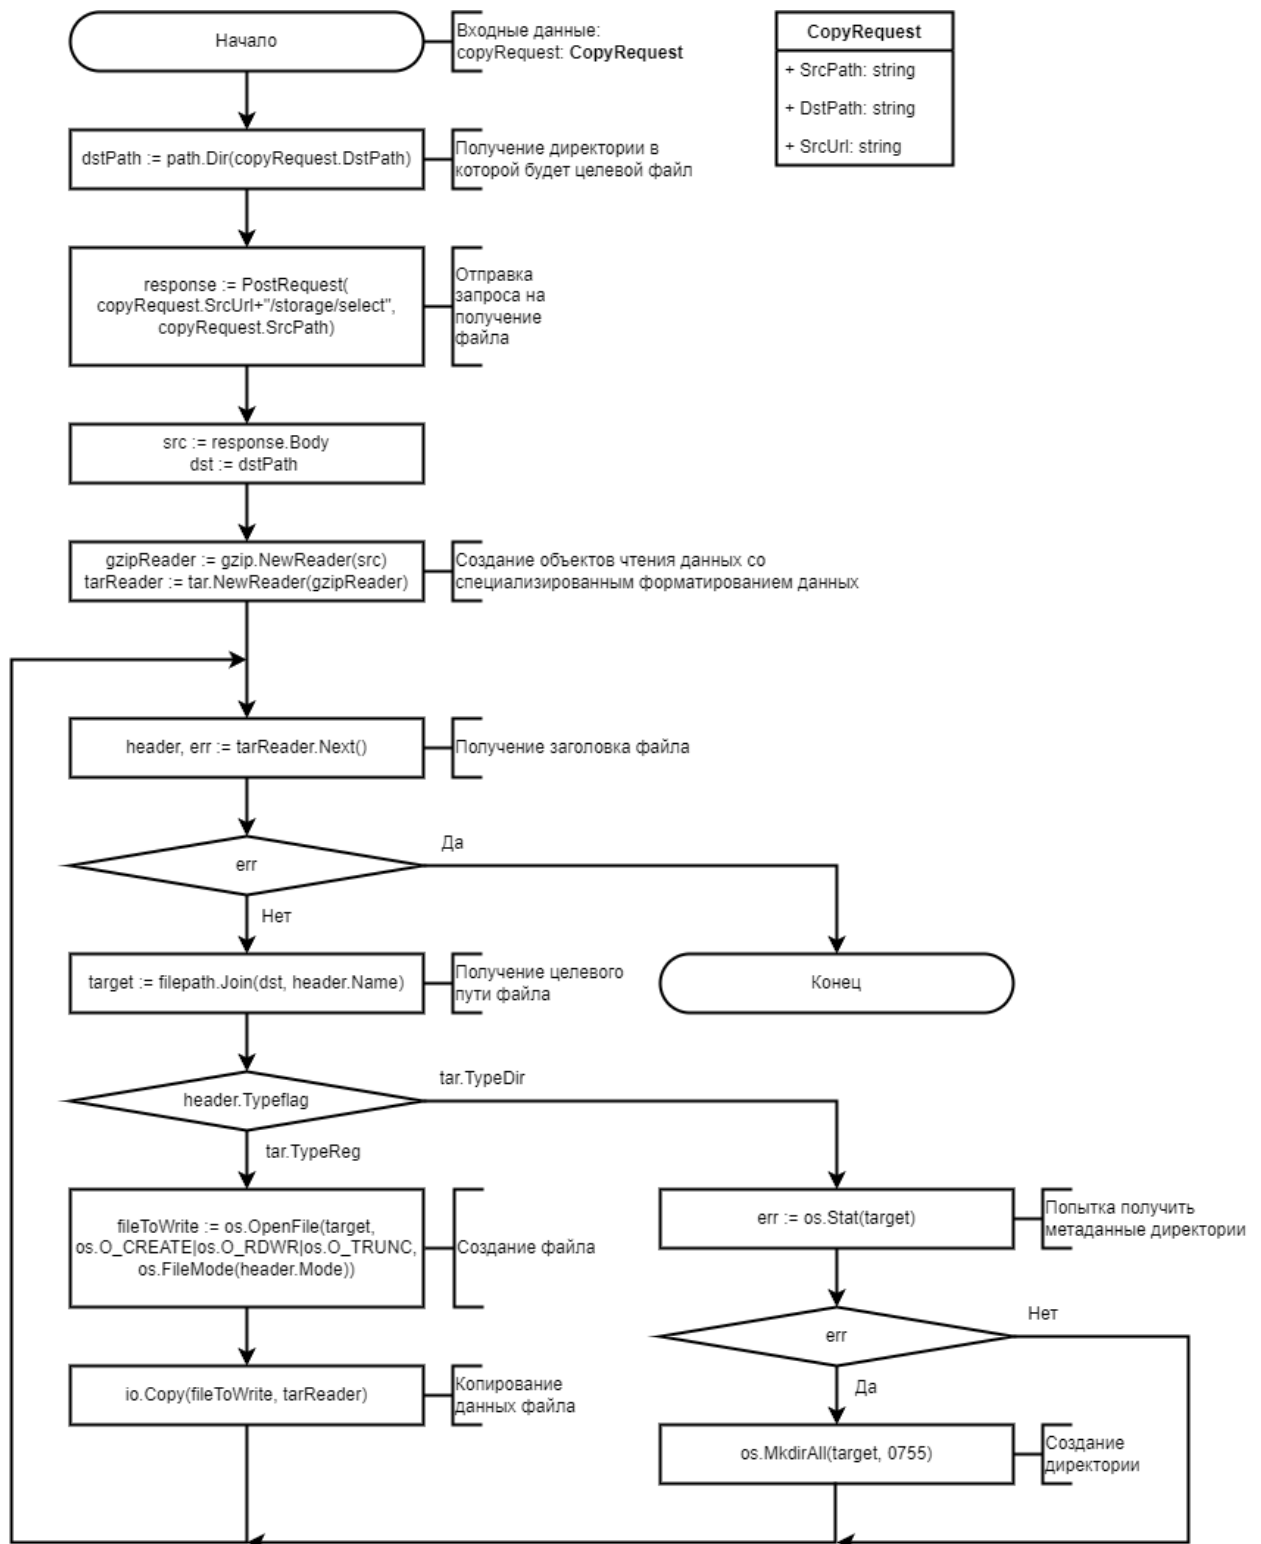 Начало
Входные данные:
copyRequest: CopyRequest
CopyRequest
+ SrcPath: string
+ DstPath: string
+ SrcUrl: string
dstPath := path.Dir(copyRequest.DstPath)
Получение директории в
которой будет целевой файл
response := PostRequest(
copyRequest.SrcUrl+"/storage/select",
copyRequest.SrcPath)
Отправка
запроса на
получение
файла
src := response.Body
dst := dstPath
gzipReader := gzip.NewReader(src)
tarReader := tar.NewReader(gzipReader)
Создание объектов чтения данных со
специализированным форматированием данных
header, err := tarReader.Next()
Получение заголовка файла
err
Да
Нет
target := filepath.Join(dst, header.Name)
Получение целевого
пути файла
Конец
header.Typeflag
tar.TypeDir
tar.TypeReg
fileToWrite := os.OpenFile(target,
os.O_CREATE|os.O_RDWR|os.O_TRUNC,
os.FileMode(header.Mode))
Создание файла
err := os.Stat(target)
Попытка получить
метаданные директории
err
Нет
Да
io.Copy(fileToWrite, tarReader)
Копирование
данных файла
os.MkdirAll(target, 0755)
Создание
директории